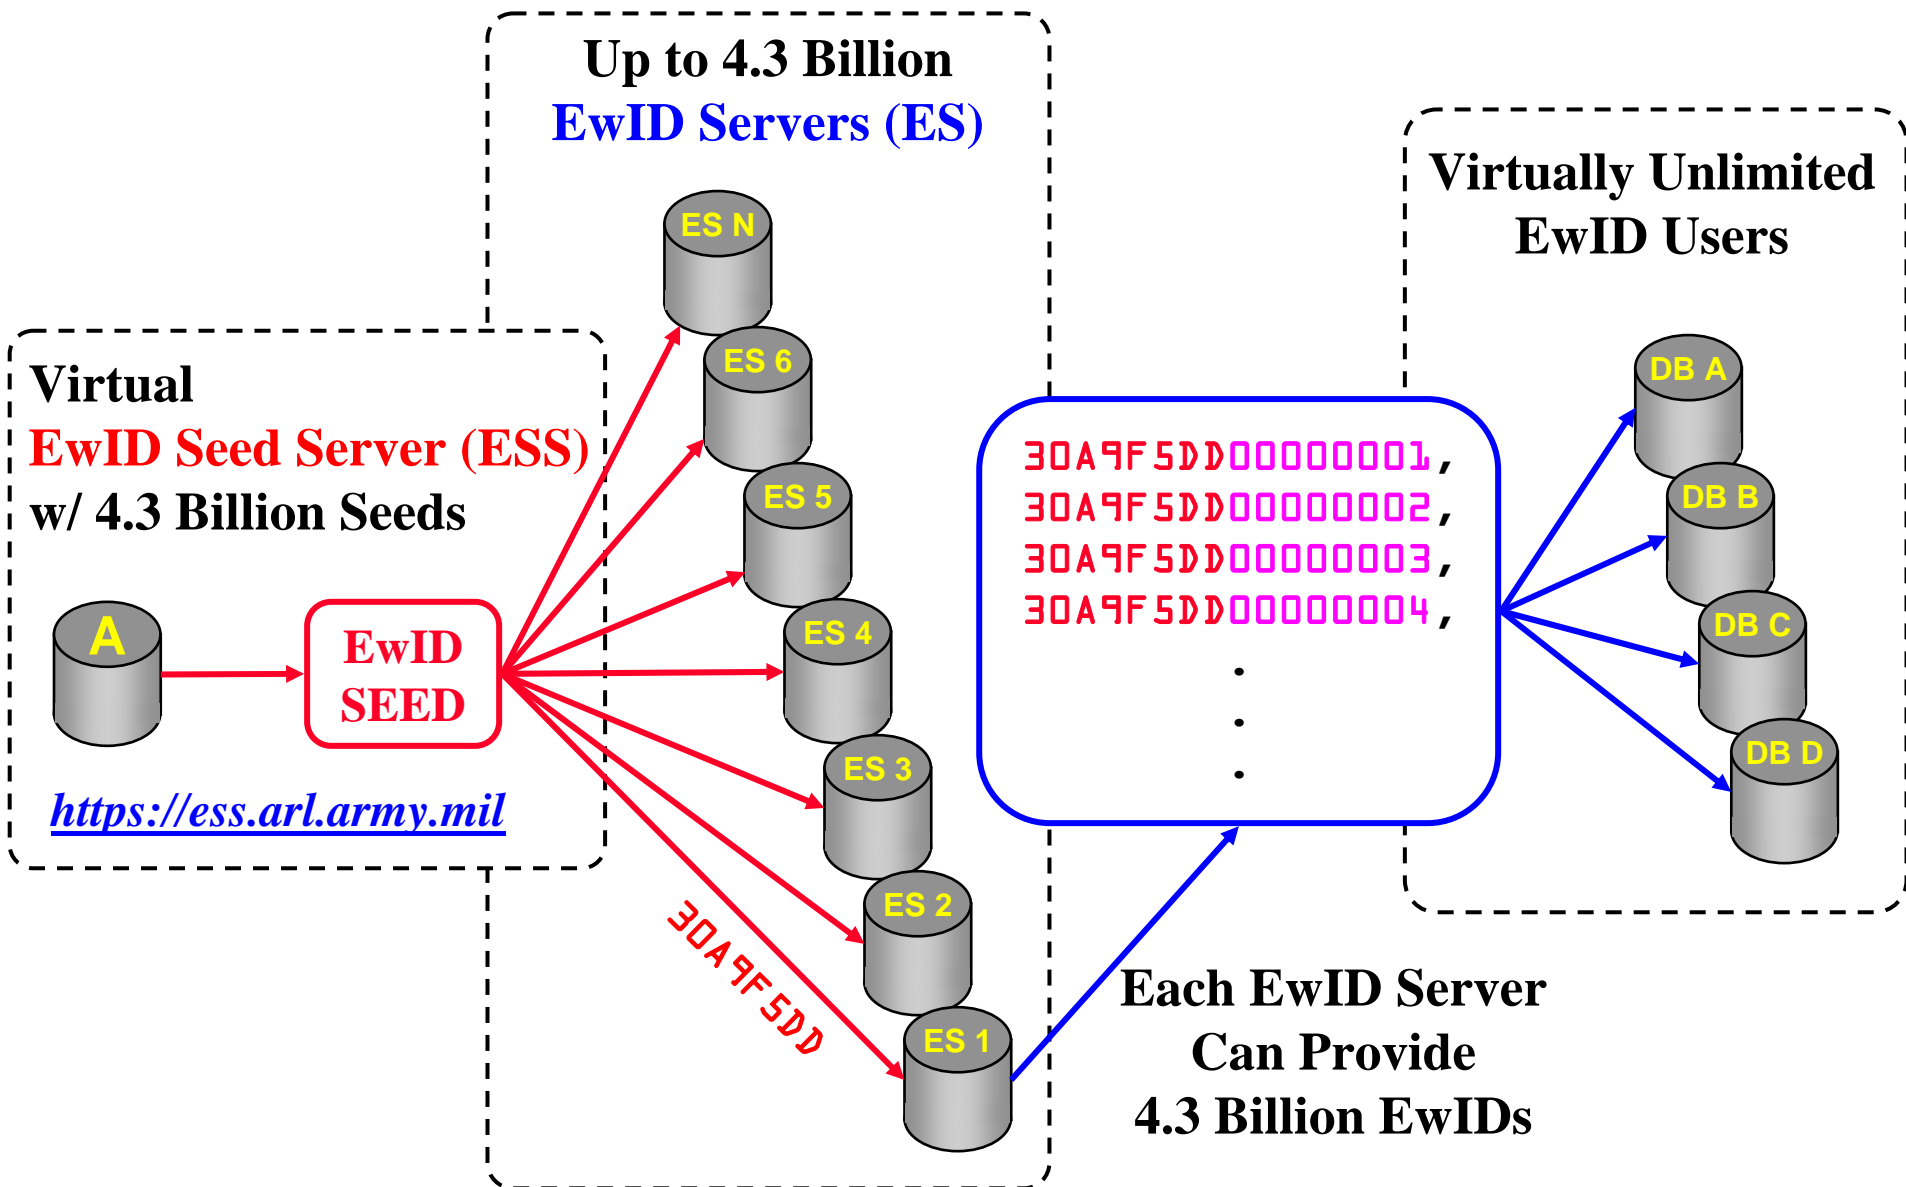 Up to 4.3 Billion
EwID Servers (ES)
Virtually Unlimited
EwID Users
Virtual
EwID Seed Server (ESS)
w/ 4.3 Billion Seeds
A
EwID
SEED
https://ess.arl.army.mil
ES N
ES 6
ES 5
ES 4
ES 3
ES 2
ES 1
30A9F5DD
30A9F5DD00000001,
30A9F5DD00000002,
30A9F5DD00000003,
30A9F5DD00000004,
.
.
.
DB A
DB B
DB C
DB D
Each EwID Server
Can Provide
4.3 Billion EwIDs